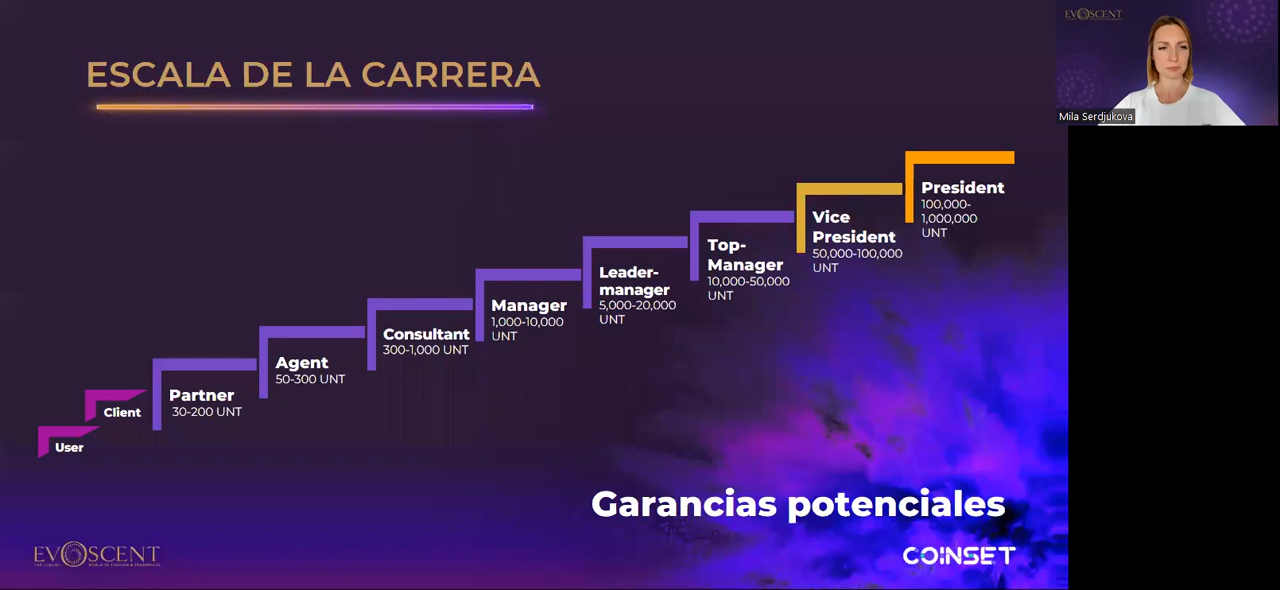 ESCALA DE LA CARRERA
EVOSCENT
Mila Serdjukova
President
100,000-
1,000,000
UNT
Vice
President
50,000-100,000
UNT
Top-
Manager
10,000-50,000
UNT
Leader-
manager
5,000-20,000
UNT
Manager
1,000-10,000
UNT
Consultant
300-1,000 UNT
Agent
50-300 UNT
Partner
30-200 UNT
Client
User
Garancias potenciales
EVOSCENT
COINSET